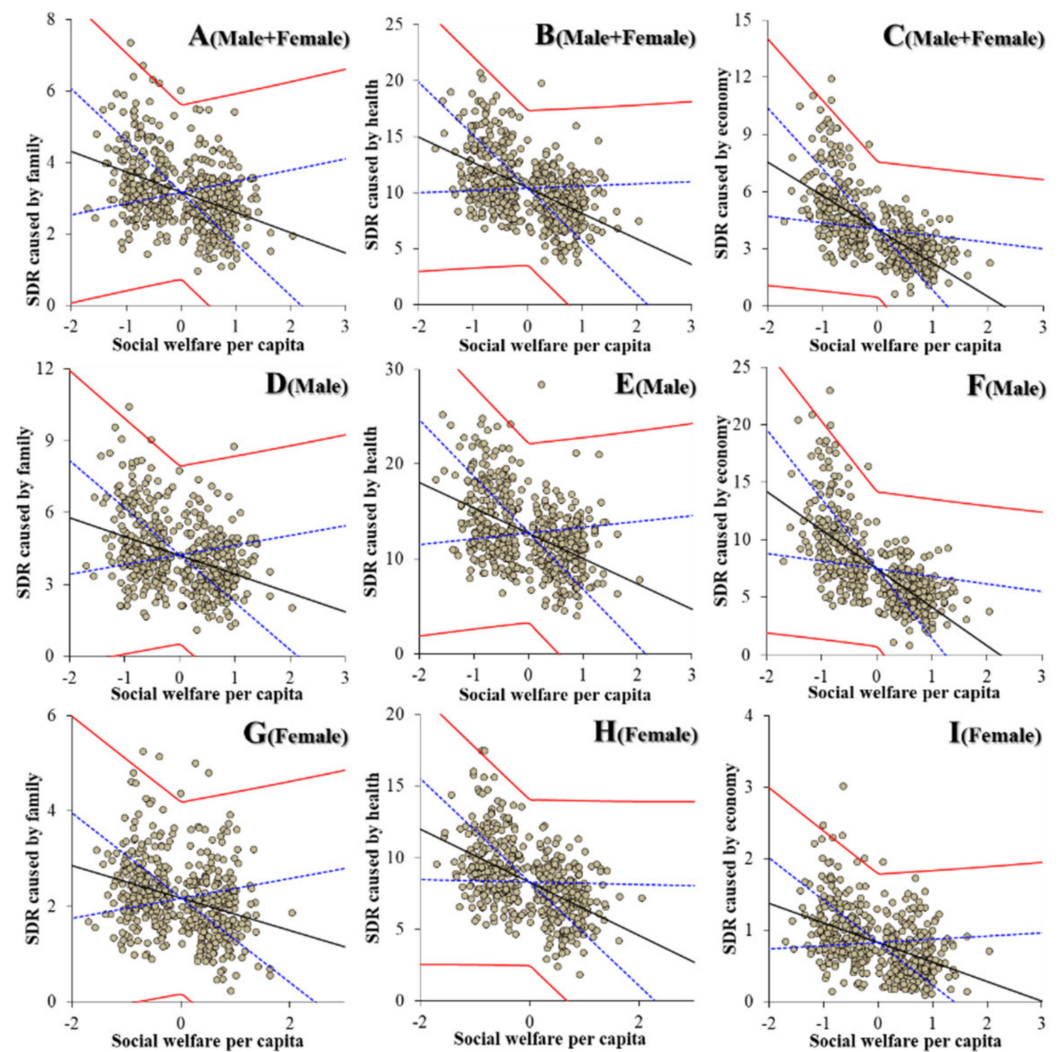 A(Male+Female)
SDR caused by family
8
6
4
2
0
-2 -1 0 1 2 3
Social welfare per capita
B(Male+Female)
SDR caused by health
25
20
15
10
5
0
-2 -1 0 1 2 3
Social welfare per capita
C(Male+Female)
SDR caused by economy
15
12
9
6
3
0
-2 -1 0 1 2 3
Social welfare per capita
D(Male)
SDR caused by family
12
9
6
3
0
-2 -1 0 1 2 3
Social welfare per capita
E(Male)
SDR caused by health
30
20
10
0
-2 -1 0 1 2 3
Social welfare per capita
F(Male)
SDR caused by economy
25
20
15
10
5
0
-2 -1 0 1 2 3
Social welfare per capita
G(Female)
SDR caused by family
6
4
2
0
-2 0 2
Social welfare per capita
H(Female)
SDR caused by health
20
15
10
5
0
-2 -1 0 1 2 3
Social welfare per capita
I(Female)
SDR caused by economy
4
3
2
1
0
-2 -1 0 1 2 3
Social welfare per capita